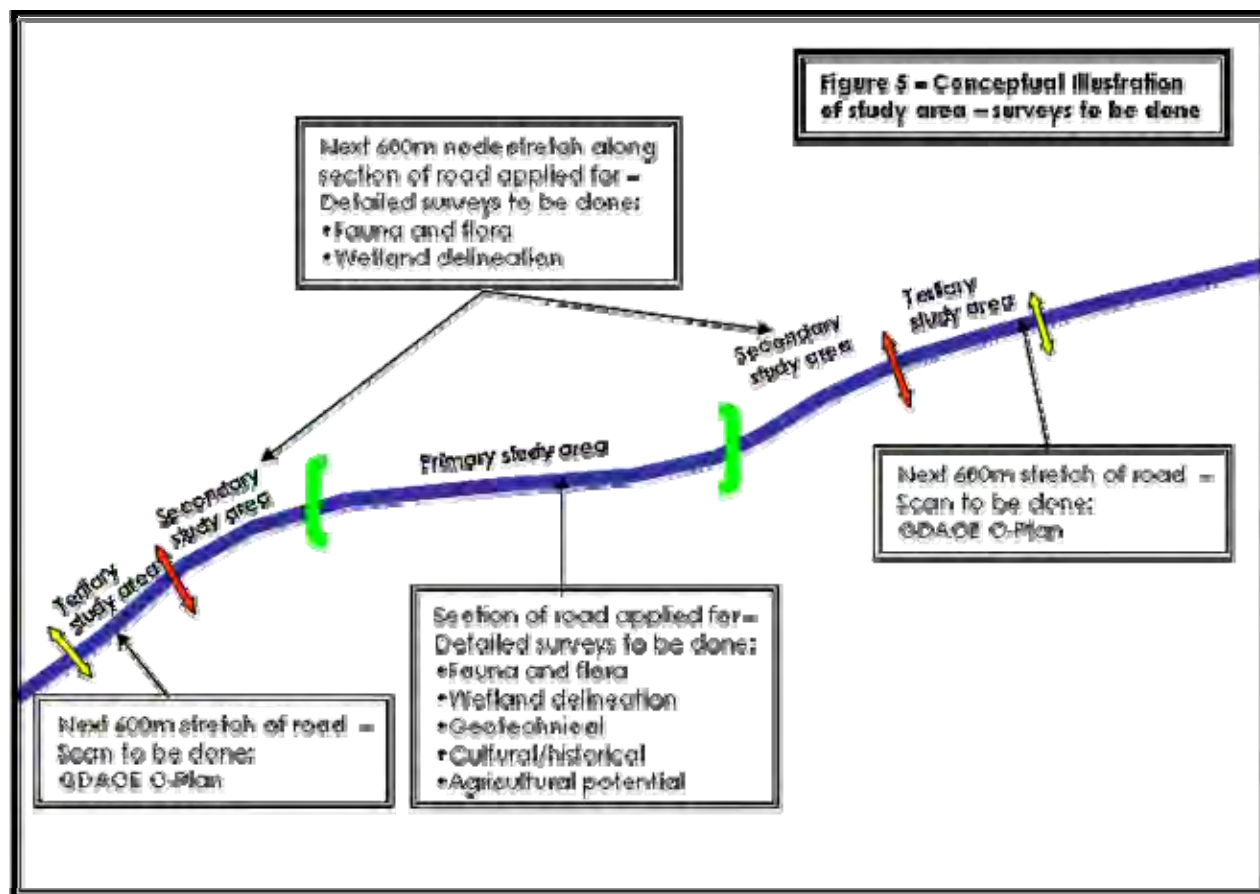 Figure 5 – Conceptual Illustration
of study area – surveys to be done
Next 600m node stretch along
section of road applied for –
Detailed surveys to be done:
•Fauna and flora
•Wetland delineation
Tertiary
study area
Secondary
study area
Primary study area
Secondary
study area
Tertiary
study area
Next 600m stretch of road –
Scan to be done:
GDACE C-Plan
Section of road applied for–
Detailed surveys to be done:
•Fauna and flora
•Wetland delineation
•Geotechnical
•Cultural/historical
•Agricultural potential
Next 600m stretch of road –
Scan to be done:
GDACE C-Plan